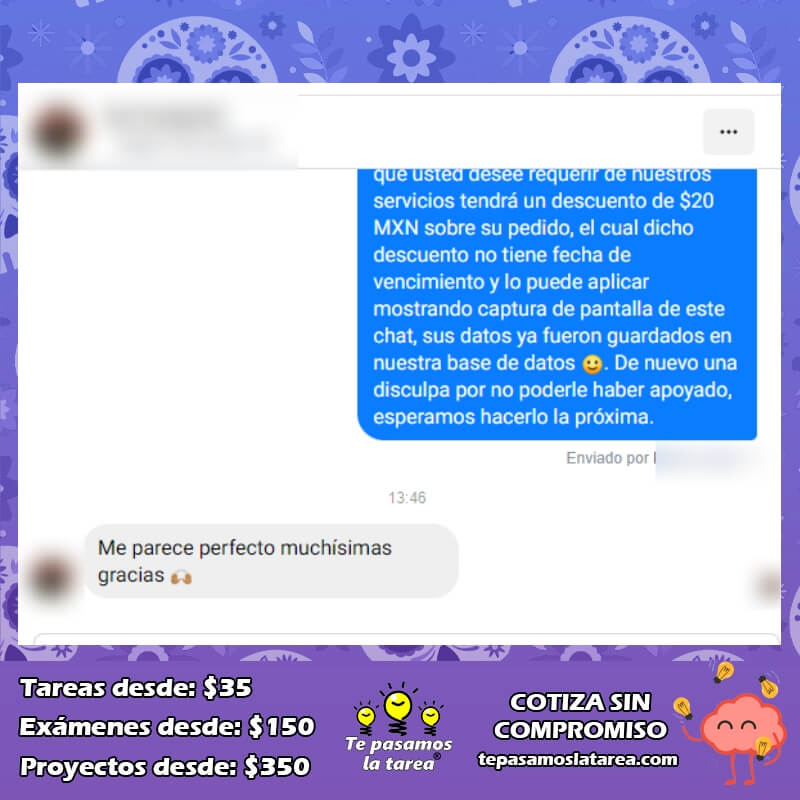 que usted desee requerir de nuestros
servicios tendrá un descuento de $20
MXN sobre su pedido, el cual dicho
descuento no tiene fecha de
vencimiento y lo puede aplicar
mostrando captura de pantalla de este
chat, sus datos ya fueron guardados en
nuestra base de datos 🙂. De nuevo una
disculpa por no poderle haber apoyado,
esperamos hacerlo la próxima.
Enviado por
13:46
Me parece perfecto muchísimas
gracias 🙌🏼
Tareas desde: $35
Exámenes desde: $150
Proyectos desde: $350
Te pasamos
la tarea®
COTIZA SIN
COMPROMISO
tepasamoslatarea.com